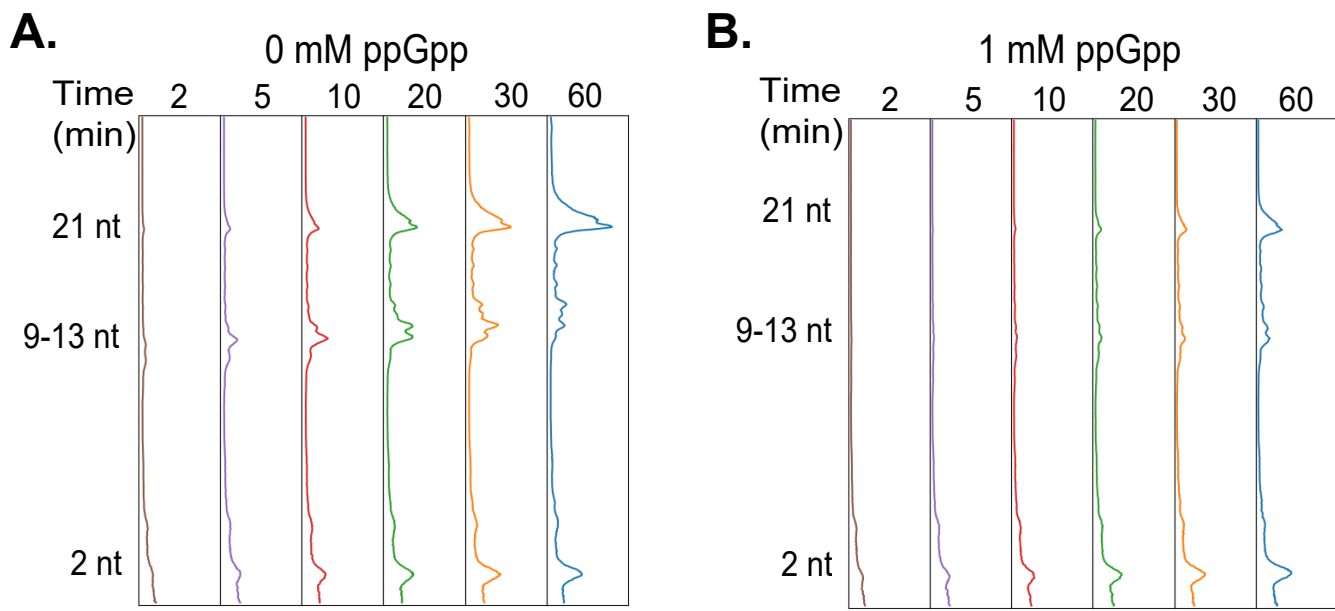 A.
0 mM ppGpp
Time
(min)
2 5 10 20 30 60
21 nt
9-13 nt
2 nt
B.
1 mM ppGpp
Time
(min)
2 5 10 20 30 60
21 nt
9-13 nt
2 nt